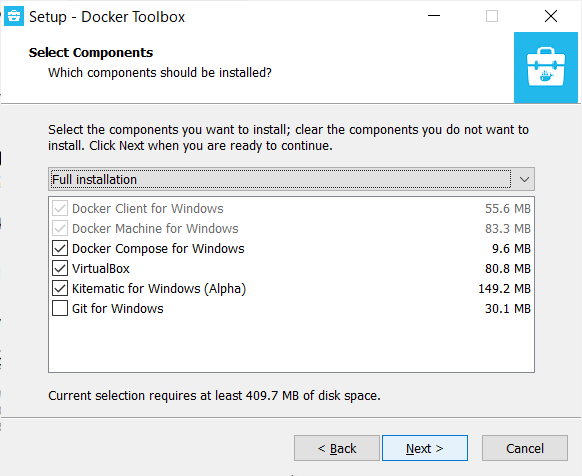 Setup - Docker Toolbox
Select Components
Which components should be installed?
Select the components you want to install; clear the components you do not want to
install. Click Next when you are ready to continue.
Full installation
Docker Client for Windows 55.6 MB
Docker Machine for Windows 83.3 MB
Docker Compose for Windows 9.6 MB
VirtualBox 80.8 MB
Kitematic for Windows (Alpha) 149.2 MB
Git for Windows 30.1 MB
Current selection requires at least 409.7 MB of disk space.
< Back Next > Cancel